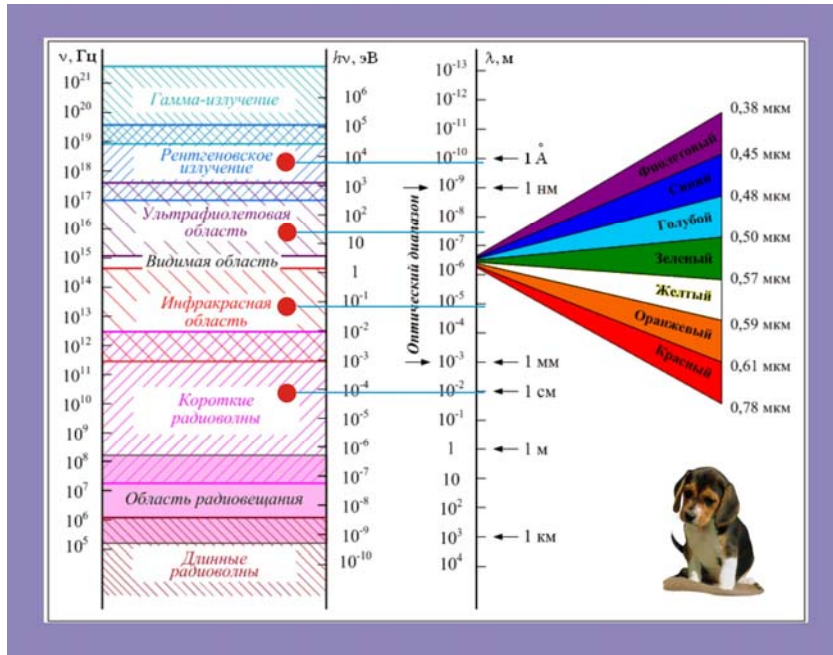 ν, Гц
10²¹
10²⁰
10¹⁹
10¹⁸
10¹⁷
10¹⁶
10¹⁵
10¹⁴
10¹³
10¹²
10¹¹
10¹⁰
10⁹
10⁸
10⁷
10⁶
10⁵
Гамма-излучение
Рентгеновское
излучение
Ультрафиолетовая
область
Видимая область
Инфракрасная
область
Короткие
радиоволны
Область радиовещания
Длинные
радиоволны
hν, эВ
10⁶
10⁵
10⁴
10³
10²
10
1
10⁻¹
10⁻²
10⁻³
10⁻⁴
10⁻⁵
10⁻⁶
10⁻⁷
10⁻⁸
10⁻⁹
10⁻¹⁰
Оптический диапазон
λ, м
10⁻¹³
10⁻¹²
10⁻¹¹
10⁻¹⁰
10⁻⁹
10⁻⁸
10⁻⁷
10⁻⁶
10⁻⁵
10⁻⁴
10⁻³
10⁻²
10⁻¹
1
10
10²
10³
10⁴
1 Å
1 нм
1 мм
1 см
1 м
1 км
Фиолетовый
Синий
Голубой
Зеленый
Желтый
Оранжевый
Красный
0,38 мкм
0,45 мкм
0,48 мкм
0,50 мкм
0,57 мкм
0,59 мкм
0,61 мкм
0,78 мкм